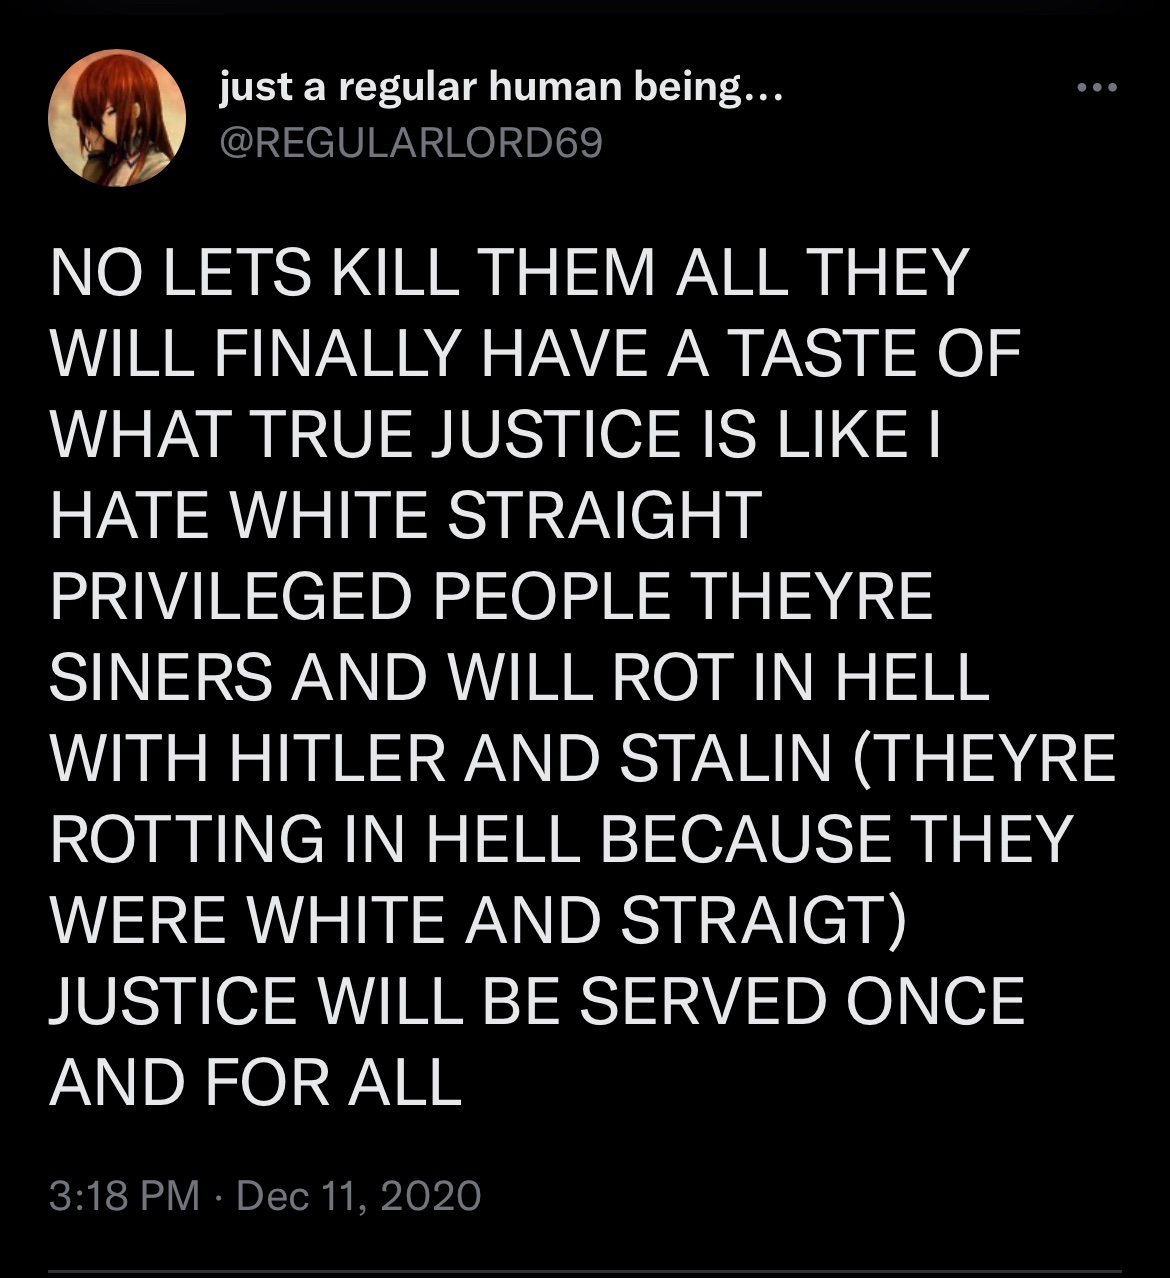 just a regular human being...
@REGULARLORD69
NO LETS KILL THEM ALL THEY
WILL FINALLY HAVE A TASTE OF
WHAT TRUE JUSTICE IS LIKE I
HATE WHITE STRAIGHT
PRIVILEGED PEOPLE THEYRE
SINERS AND WILL ROT IN HELL
WITH HITLER AND STALIN (THEYRE
ROTTING IN HELL BECAUSE THEY
WERE WHITE AND STRAIGT)
JUSTICE WILL BE SERVED ONCE
AND FOR ALL
3:18 PM · Dec 11, 2020